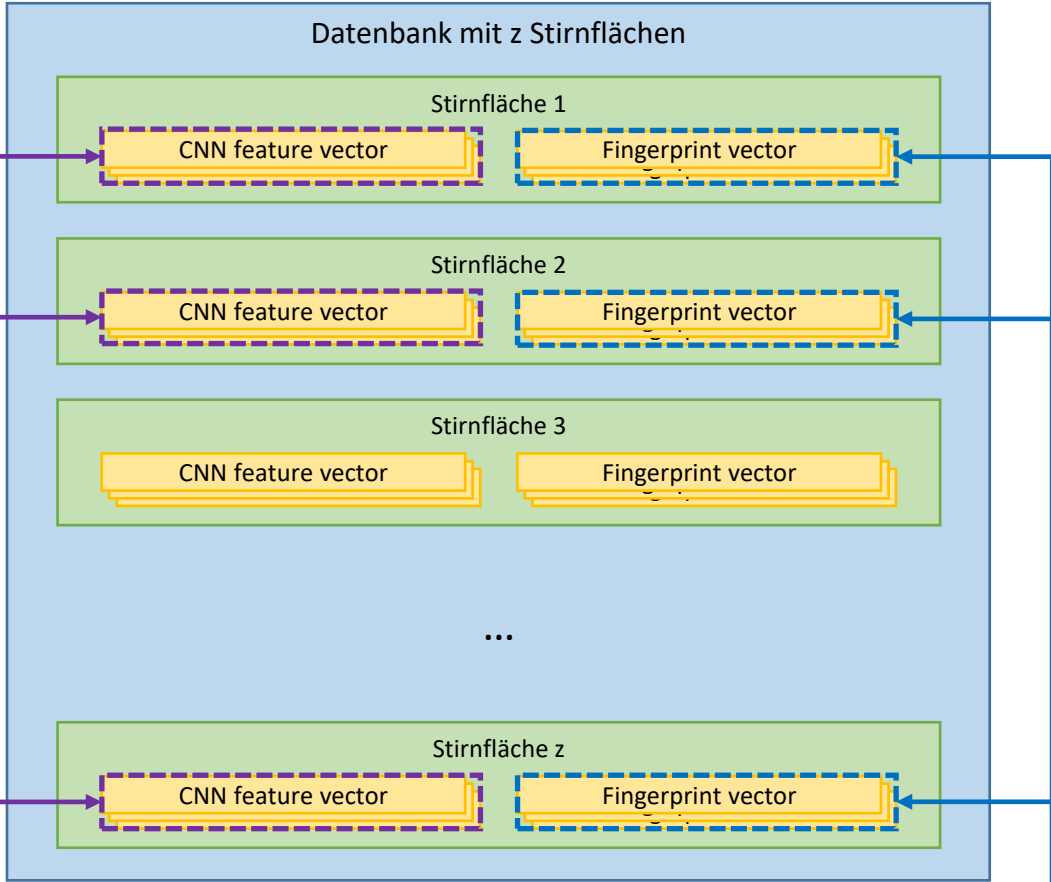 Datenbank mit z Stirnflächen
Stirnfläche 1
CNN feature vector
Fingerprint vector
Stirnfläche 2
CNN feature vector
Fingerprint vector
Stirnfläche 3
CNN feature vector
Fingerprint vector
...
Stirnfläche z
CNN feature vector
Fingerprint vector